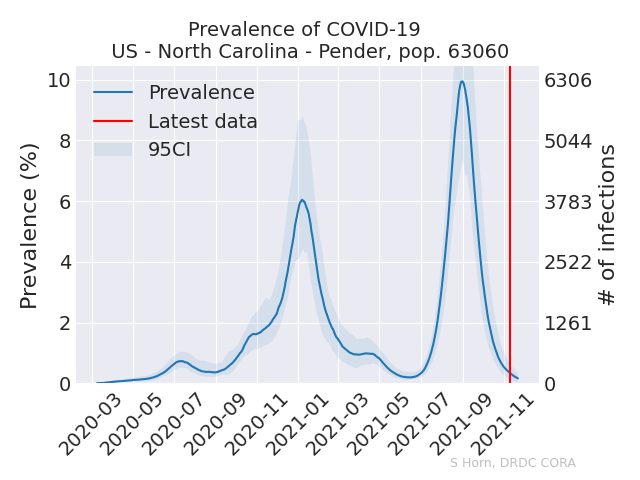 Prevalence of COVID-19
US - North Carolina - Pender, pop. 63060
Prevalence
Latest data
95CI
Prevalence (%)
10
8
6
4
2
0
6306
5044
3783
2522
1261
0
# of infections
2020-03
2020-05
2020-07
2020-09
2020-11
2021-01
2021-03
2021-05
2021-07
2021-09
2021-11
S Horn, DRDC CORA